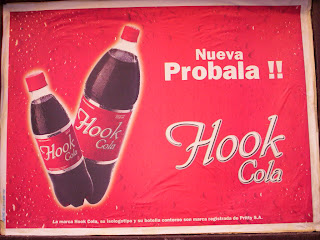 Nueva
Probala !!
Hook
Cola
Hook
Cola
Hook
Cola
La marca Hook Cola, su isologotipo y su botella contorno son marca registrada de Pritty S.A.